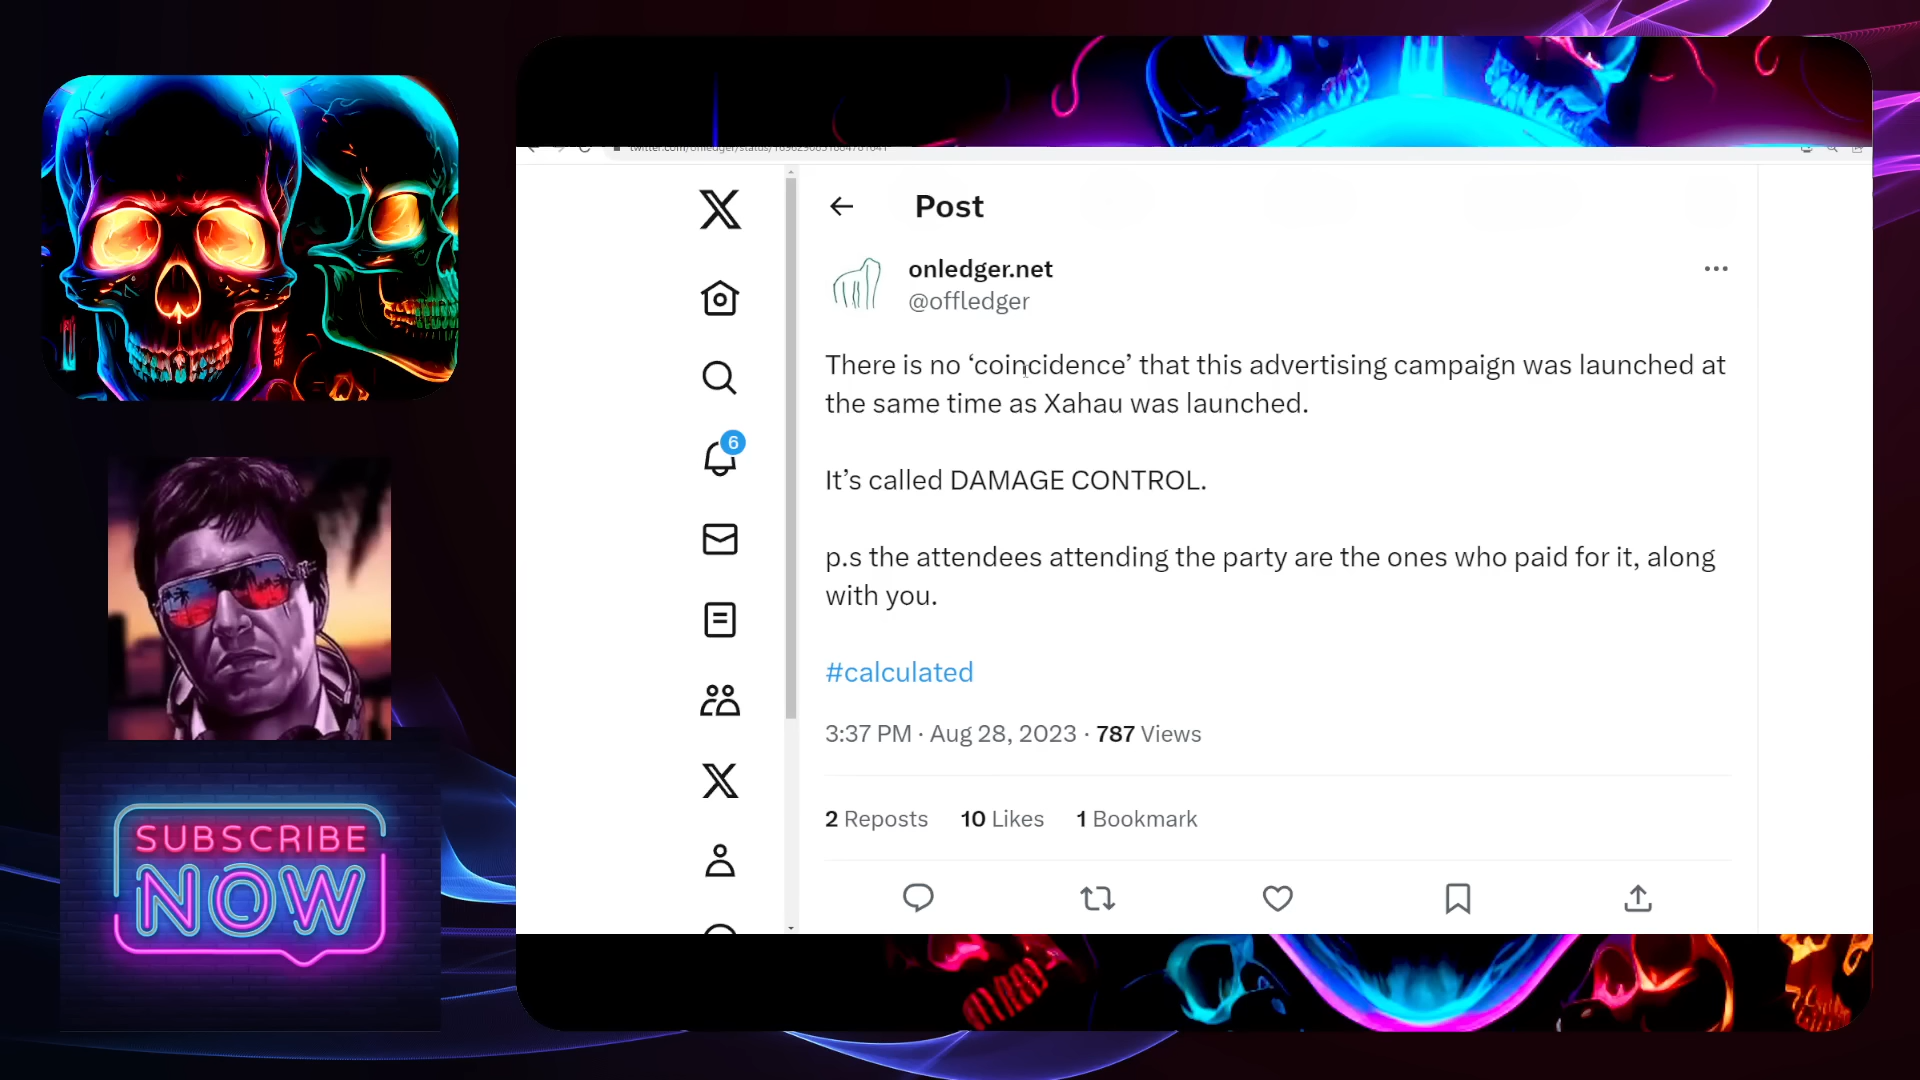 Post
onledger.net
@offledger
There is no ‘coincidence’ that this advertising campaign was launched at
the same time as Xahau was launched.
It’s called DAMAGE CONTROL.
p.s the attendees attending the party are the ones who paid for it, along
with you.
#calculated
3:37 PM · Aug 28, 2023 · 787 Views
2 Reposts 10 Likes 1 Bookmark
6
SUBSCRIBE
NOW